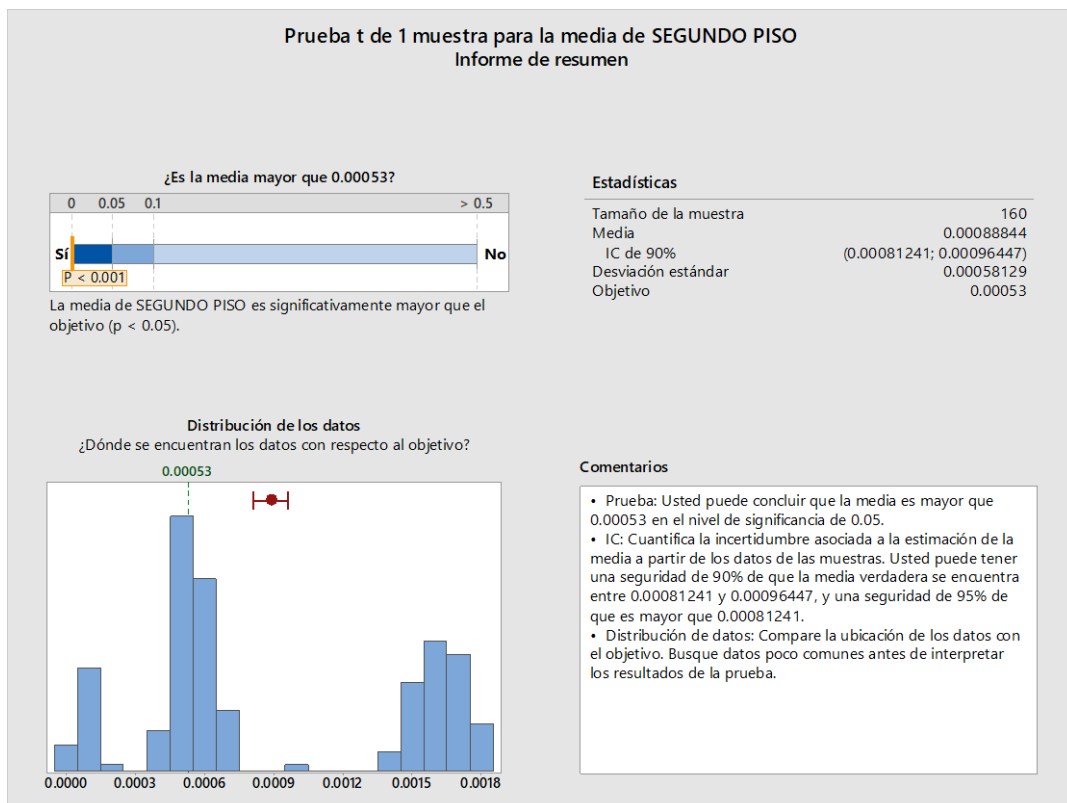 Prueba t de 1 muestra para la media de SEGUNDO PISO
Informe de resumen
¿Es la media mayor que 0.00053?
0 0.05 0.1 > 0.5
Sí No
P < 0.001
La media de SEGUNDO PISO es significativamente mayor que el
objetivo (p < 0.05).
Estadísticas
Tamaño de la muestra 160
Media 0.00088844
IC de 90% (0.00081241; 0.00096447)
Desviación estándar 0.00058129
Objetivo 0.00053
Distribución de los datos
¿Dónde se encuentran los datos con respecto al objetivo?
0.00053
0.0000 0.0003 0.0006 0.0009 0.0012 0.0015 0.0018
Comentarios
• Prueba: Usted puede concluir que la media es mayor que
0.00053 en el nivel de significancia de 0.05.
• IC: Cuantifica la incertidumbre asociada a la estimación de la
media a partir de los datos de las muestras. Usted puede tener
una seguridad de 90% de que la media verdadera se encuentra
entre 0.00081241 y 0.00096447, y una seguridad de 95% de
que es mayor que 0.00081241.
• Distribución de datos: Compare la ubicación de los datos con
el objetivo. Busque datos poco comunes antes de interpretar
los resultados de la prueba.